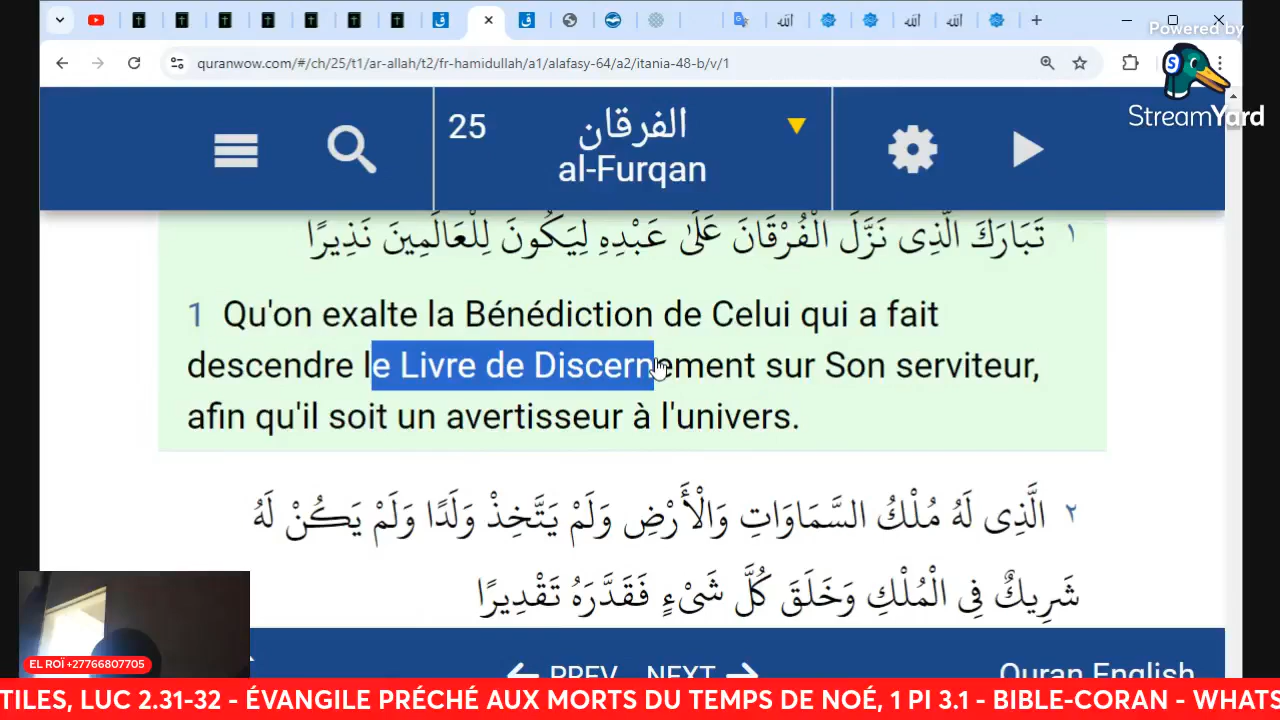 quranwow.com/#/ch/25/t1/ar-allah/t2/fr-hamidullah/a1/alafasy-64/a2/itania-48-b/v/1
Powered by
StreamYard
25
الفرقان
al-Furqan
١ تَبَارَكَ الَّذِى نَزَّلَ الْفُرْقَانَ عَلَىٰ عَبْدِهِ لِيَكُونَ لِلْعَالَمِينَ نَذِيرًا
1 Qu'on exalte la Bénédiction de Celui qui a fait
descendre le Livre de Discernement sur Son serviteur,
afin qu'il soit un avertisseur à l'univers.
٢ الَّذِى لَهُ مُلْكُ السَّمَاوَاتِ وَالْأَرْضِ وَلَمْ يَتَّخِذْ وَلَدًا وَلَمْ يَكُنْ لَهُ
شَرِيكٌ فِى الْمُلْكِ وَخَلَقَ كُلَّ شَىْءٍ فَقَدَّرَهُ تَقْدِيرًا
PREV NEXT
Quran English
EL ROÏ +27766807705
TILES, LUC 2.31-32 - ÉVANGILE PRÉCHÉ AUX MORTS DU TEMPS DE NOÉ, 1 PI 3.1 - BIBLE-CORAN - WHATS